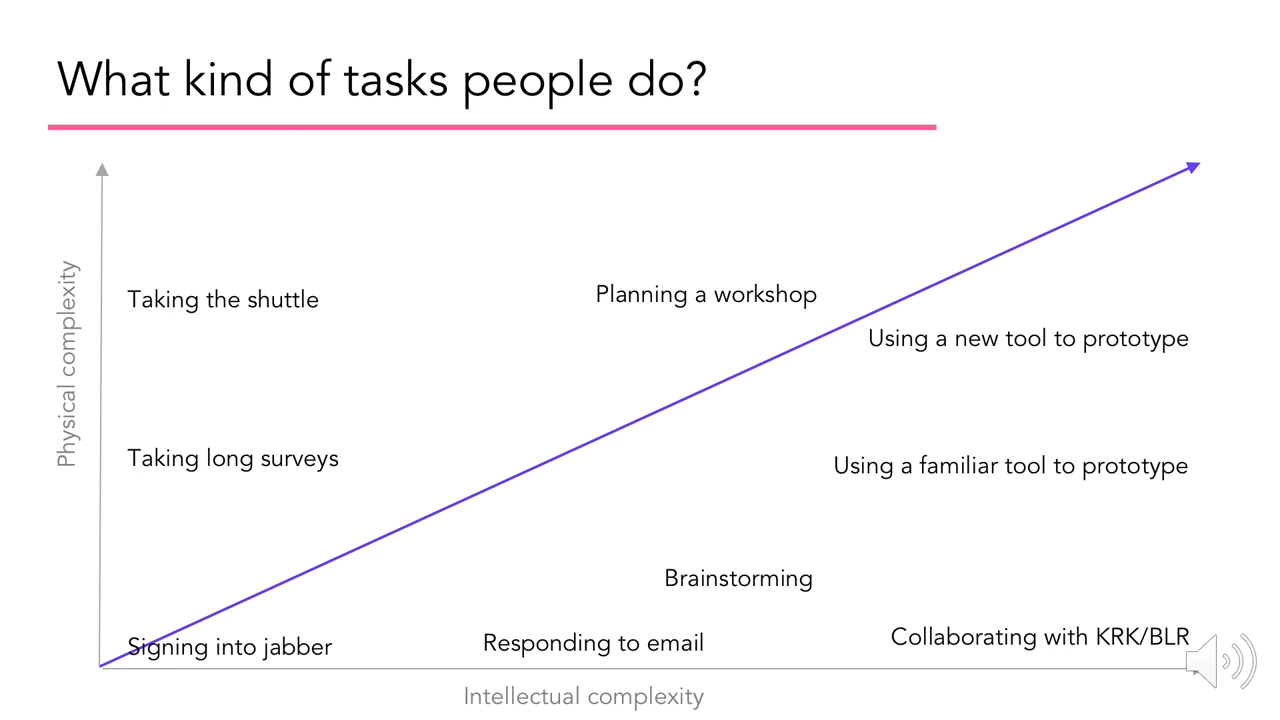 What kind of tasks people do?
Physical complexity
Taking the shuttle
Planning a workshop
Using a new tool to prototype
Taking long surveys
Using a familiar tool to prototype
Brainstorming
Signing into jabber
Responding to email
Collaborating with KRK/BLR
Intellectual complexity